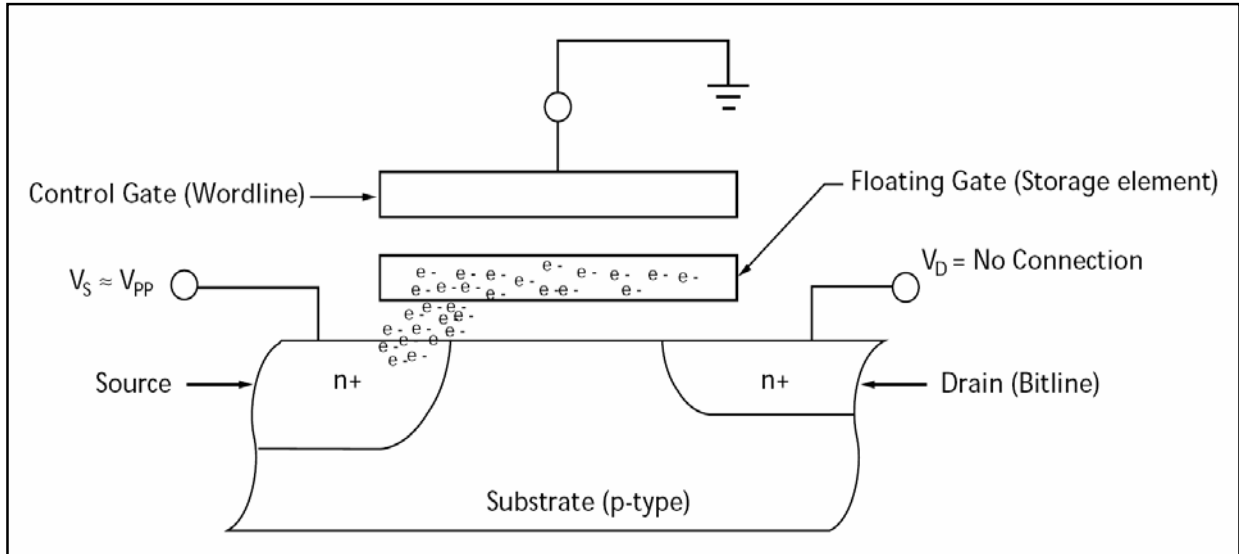 Control Gate (Wordline)
Floating Gate (Storage element)
V_S ≈ V_PP
V_D = No Connection
e - e - e - e - e - e - e - e - e -
e - e - e - e - e - e - e -
e - e - e -
e - e - e -
e - e - e -
e - e -
e - e -
Source
n+
n+
Drain (Bitline)
Substrate (p-type)